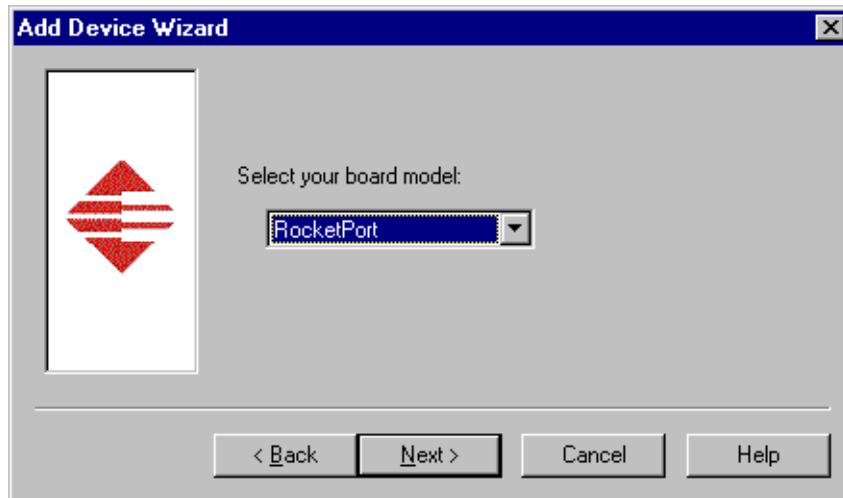 Add Device Wizard
Select your board model:
RocketPort
< Back
Next >
Cancel
Help